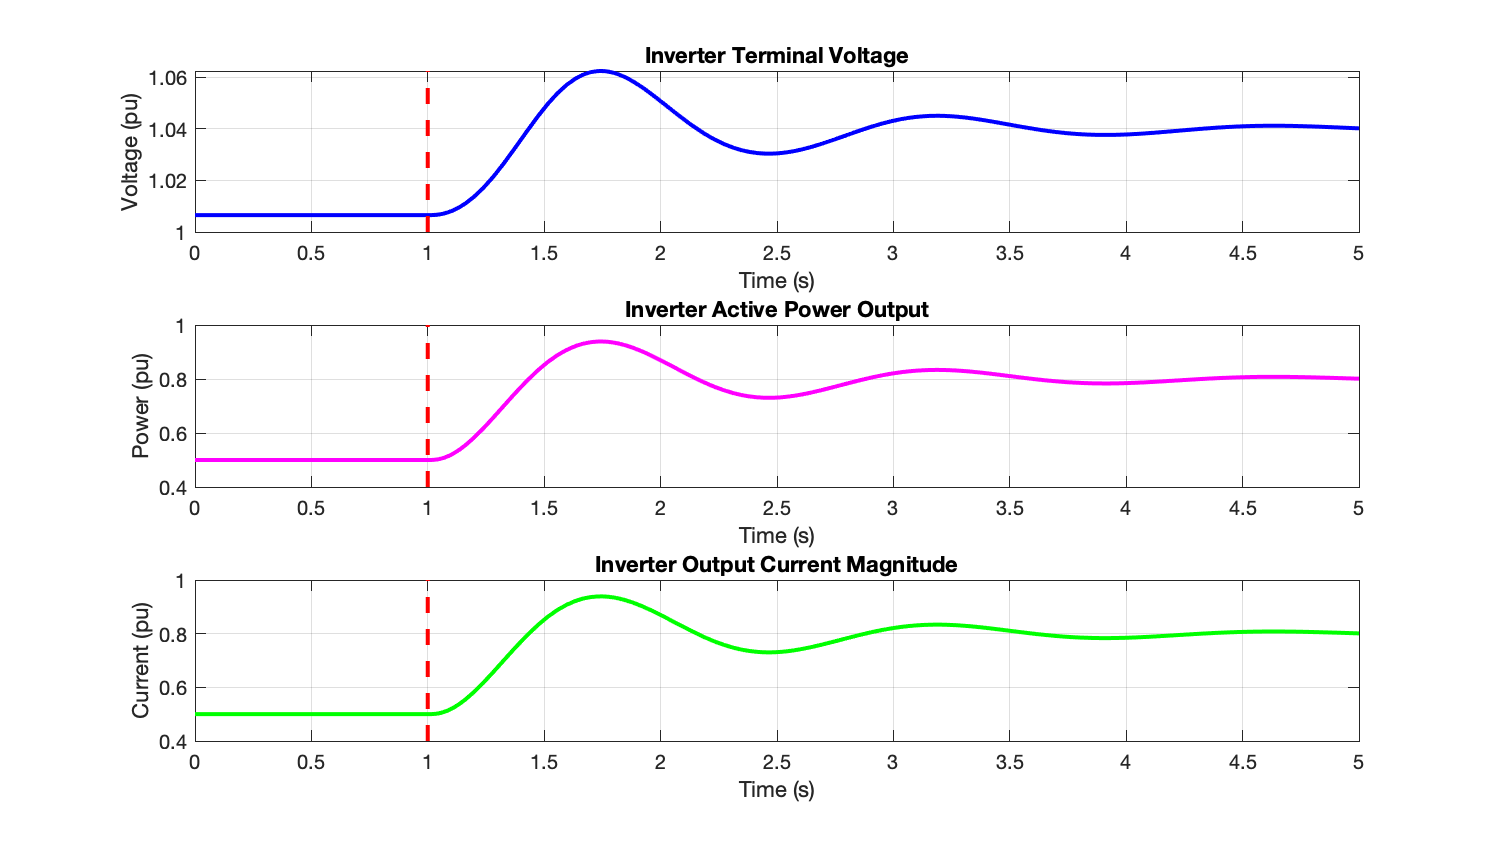 Inverter Terminal Voltage
1.06
1.04
1.02
1
Voltage (pu)
0 0.5 1 1.5 2 2.5 3 3.5 4 4.5 5
Time (s)
Inverter Active Power Output
1
0.8
0.6
0.4
Power (pu)
0 0.5 1 1.5 2 2.5 3 3.5 4 4.5 5
Time (s)
Inverter Output Current Magnitude
1
0.8
0.6
0.4
Current (pu)
0 0.5 1 1.5 2 2.5 3 3.5 4 4.5 5
Time (s)